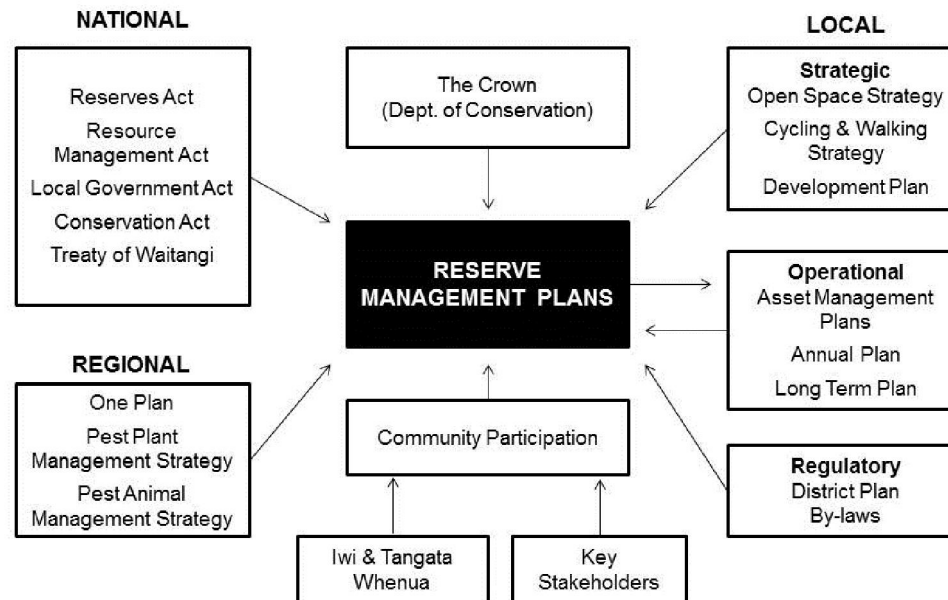 NATIONAL
Reserves Act
Resource
Management Act
Local Government Act
Conservation Act
Treaty of Waitangi
The Crown
(Dept. of Conservation)
LOCAL
Strategic
Open Space Strategy
Cycling & Walking
Strategy
Development Plan
RESERVE
MANAGEMENT PLANS
Operational
Asset Management
Plans
Annual Plan
Long Term Plan
REGIONAL
One Plan
Pest Plant
Management Strategy
Pest Animal
Management Strategy
Community Participation
Regulatory
District Plan
By-laws
Iwi & Tangata
Whenua
Key
Stakeholders